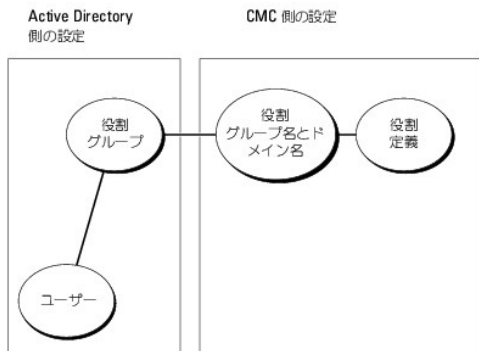 Active Directory
側の設定
CMC 側の設定
役割
グループ
役割
グループ名とド
メイン名
役割
定義
ユーザー